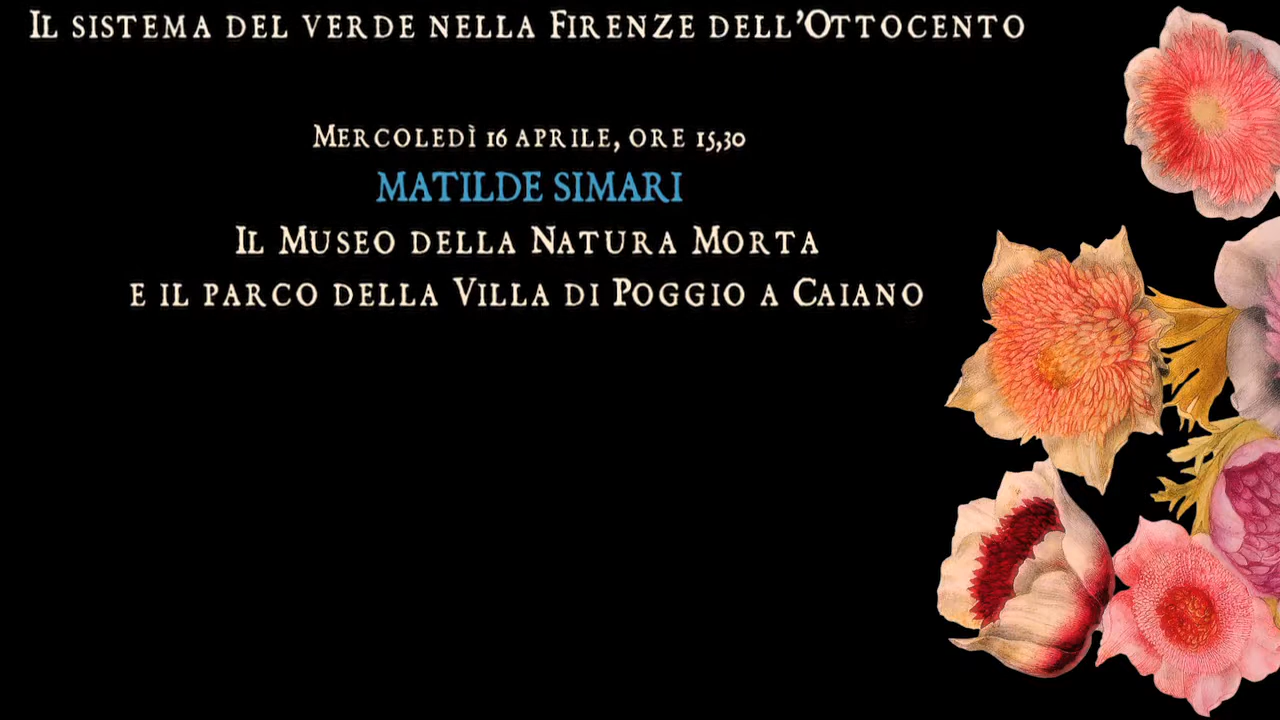 Il sistema del verde nella Firenze dell'Ottocento
Mercoledì 16 aprile, ore 15,30
MATILDE SIMARI
Il Museo della Natura Morta
e il parco della Villa di Poggio a Caiano